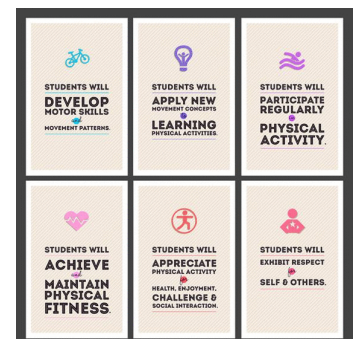 STUDENTS WILL
DEVELOP
MOTOR SKILLS
and
MOVEMENT PATTERNS.
STUDENTS WILL
APPLY NEW
MOVEMENT CONCEPTS
LEARNING
PHYSICAL ACTIVITIES.
STUDENTS WILL
PARTICIPATE
REGULARLY
PHYSICAL
ACTIVITY.
STUDENTS WILL
ACHIEVE
and
MAINTAIN
PHYSICAL
FITNESS.
STUDENTS WILL
APPRECIATE
PHYSICAL ACTIVITY
HEALTH, ENJOYMENT,
CHALLENGE &
SOCIAL INTERACTION.
STUDENTS WILL
EXHIBIT RESPECT
SELF & OTHERS.